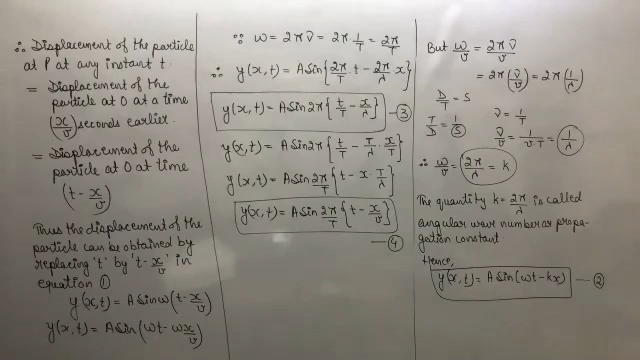 ∴ Displacement of the particle
at P at any instant t.
= Displacement of the
particle at O at a time
(x/v) seconds earlier.
= Displacement of the
particle at O at time
(t - x/v)
Thus the displacement of the
particle can be obtained by
replacing 't' by 't - x/v' in
equation ①
y(x,t) = A sin ω(t - x/v)
y(x,t) = A sin(ωt - ωx/v)
∵ ω = 2πν = 2π·1/T = 2π/T
∴ y(x,t) = A sin{2π/T·t - 2π/λ x}
y(x,t) = A sin 2π{t/T - x/λ} — ③
y(x,t) = A sin 2π{t/T - T/λ · x/T}
y(x,t) = A sin 2π/T{t - x·T/λ}
y(x,t) = A sin 2π/T{t - x/v}
— ④
But ω/v = 2πν/v
= 2π(ν/v) = 2π(1/λ)
D/T = S
T/D = 1/S
ν = 1/T
ν/v = 1/v·T = 1/λ
∴ ω/v = 2π/λ = k
The quantity k = 2π/λ is called
angular wave number or propa-
gation constant
Hence,
y(x,t) = A sin(ωt - kx) — ②